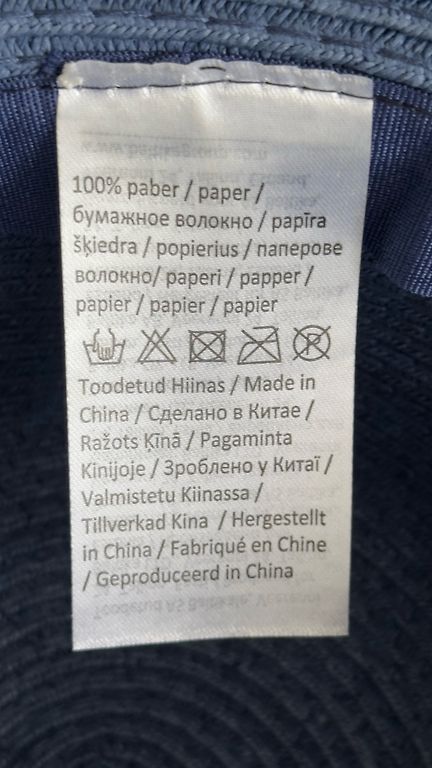 100% paber / paper /
бумажное волокно / papīra
šķiedra / popierius / паперове
волокно/ paperi / papper /
papier / papier / papier
Toodetud Hiinas / Made in
China / Сделано в Китае /
Ražots Ķīnā / Pagaminta
Kinijoje / Зроблено у Китаї /
Valmistetu Kiinassa /
Tillverkad Kina / Hergestellt
in China / Fabriqué en Chine
/ Geproduceerd in China